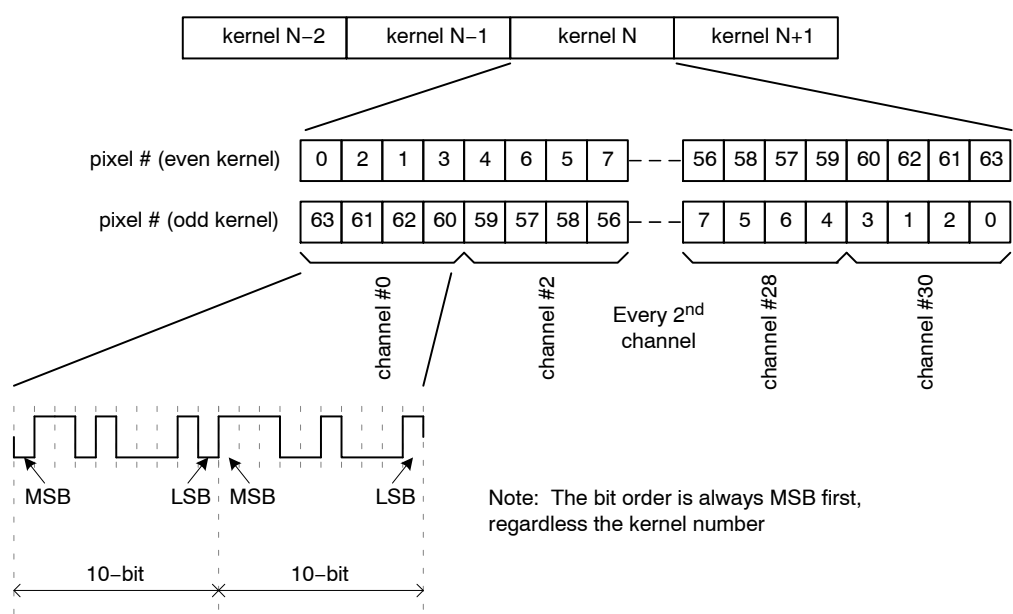 kernel N−2 kernel N−1 kernel N kernel N+1
pixel # (even kernel) 0 2 1 3 4 6 5 7 56 58 57 59 60 62 61 63
pixel # (odd kernel) 63 61 62 60 59 57 58 56 7 5 6 4 3 1 2 0
channel #0
channel #2
Every 2nd
channel
channel #28
channel #30
MSB LSB MSB LSB
Note: The bit order is always MSB first,
regardless the kernel number
10−bit 10−bit